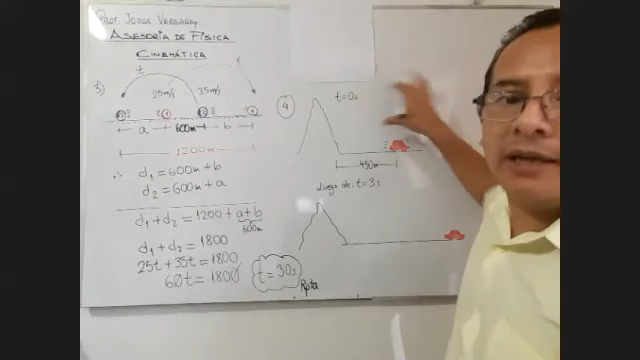 PROF. JORGE VERGARAY
ASESORÍA DE FÍSICA
CINEMÁTICA
3)
t t
25m/s 35m/s
a 600m b
1200m
∴ d₁ = 600m + b
d₂ = 600m + a
d₁ + d₂ = 1200 + a + b
600m
d₁ + d₂ = 1800
25t + 35t = 1800
60t = 1800
t = 30s
Rpta
4
t = 0s
450m
Luego de: t = 3s